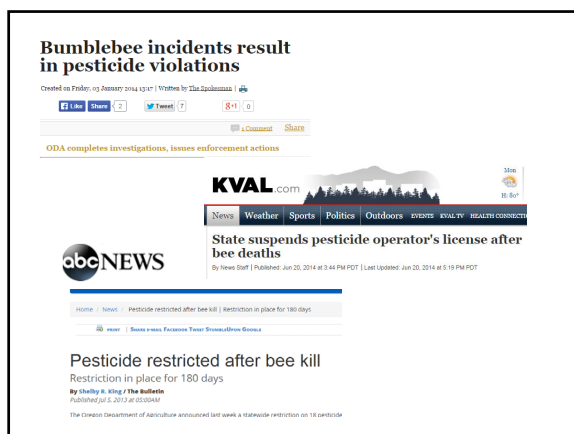 Bumblebee incidents result
in pesticide violations
Created on Friday, 03 January 2014 13:17 | Written by The Spokesman |
Like Share 2 Tweet 7 g+1 0
1 Comment Share
ODA completes investigations, issues enforcement actions
KVAL.com
Mon
Hi 80°
News Weather Sports Politics Outdoors EVENTS KVAL TV HEALTH CONNECTI
State suspends pesticide operator's license after
bee deaths
By News Staff | Published: Jun 20, 2014 at 3:44 PM PDT | Last Updated: Jun 20, 2014 at 5:19 PM PDT
abc NEWS
Home / News / Pesticide restricted after bee kill | Restriction in place for 180 days
PRINT | SHARE E-MAIL FACEBOOK TWEET STUMBLEUPON GOOGLE
Pesticide restricted after bee kill
Restriction in place for 180 days
By Shelby R. King / The Bulletin
Published Jul 5, 2013 at 05:00AM
The Oregon Department of Agriculture announced last week a statewide restriction on 18 pesticide